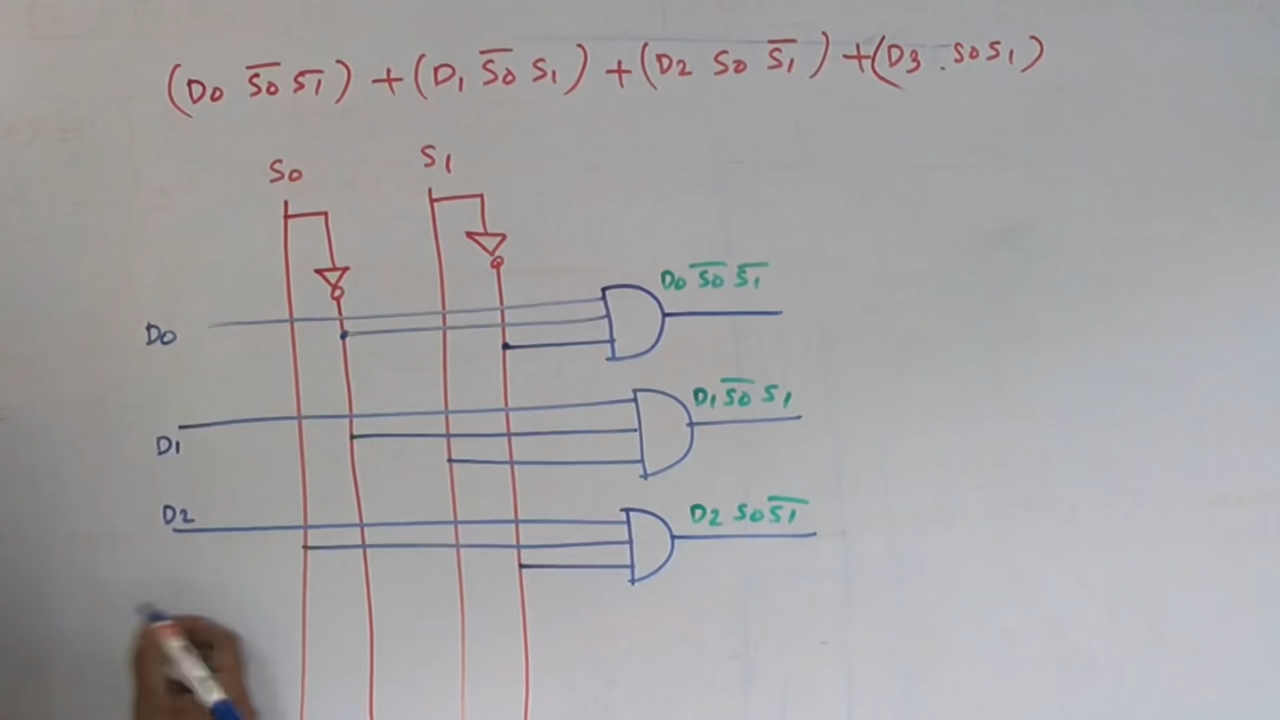 (D0 S̅0̅ S̅1̅) + (D1 S̅0̅ S1) + (D2 S0 S̅1̅) + (D3 . S0 S1)
S0 S1
D0 S̅0̅ S̅1̅
D0
D1 S̅0̅ S1
D1
D2 D2 S0 S̅1̅